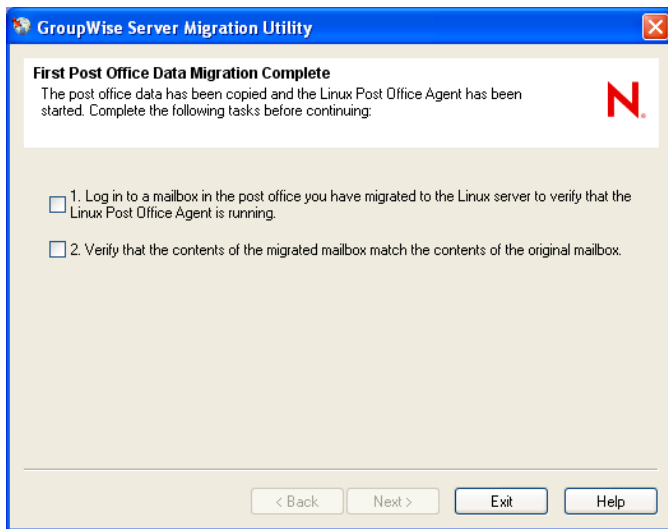 GroupWise Server Migration Utility
First Post Office Data Migration Complete
The post office data has been copied and the Linux Post Office Agent has been
started. Complete the following tasks before continuing:
N.
1. Log in to a mailbox in the post office you have migrated to the Linux server to verify that the
Linux Post Office Agent is running.
2. Verify that the contents of the migrated mailbox match the contents of the original mailbox.
< Back Next > Exit Help